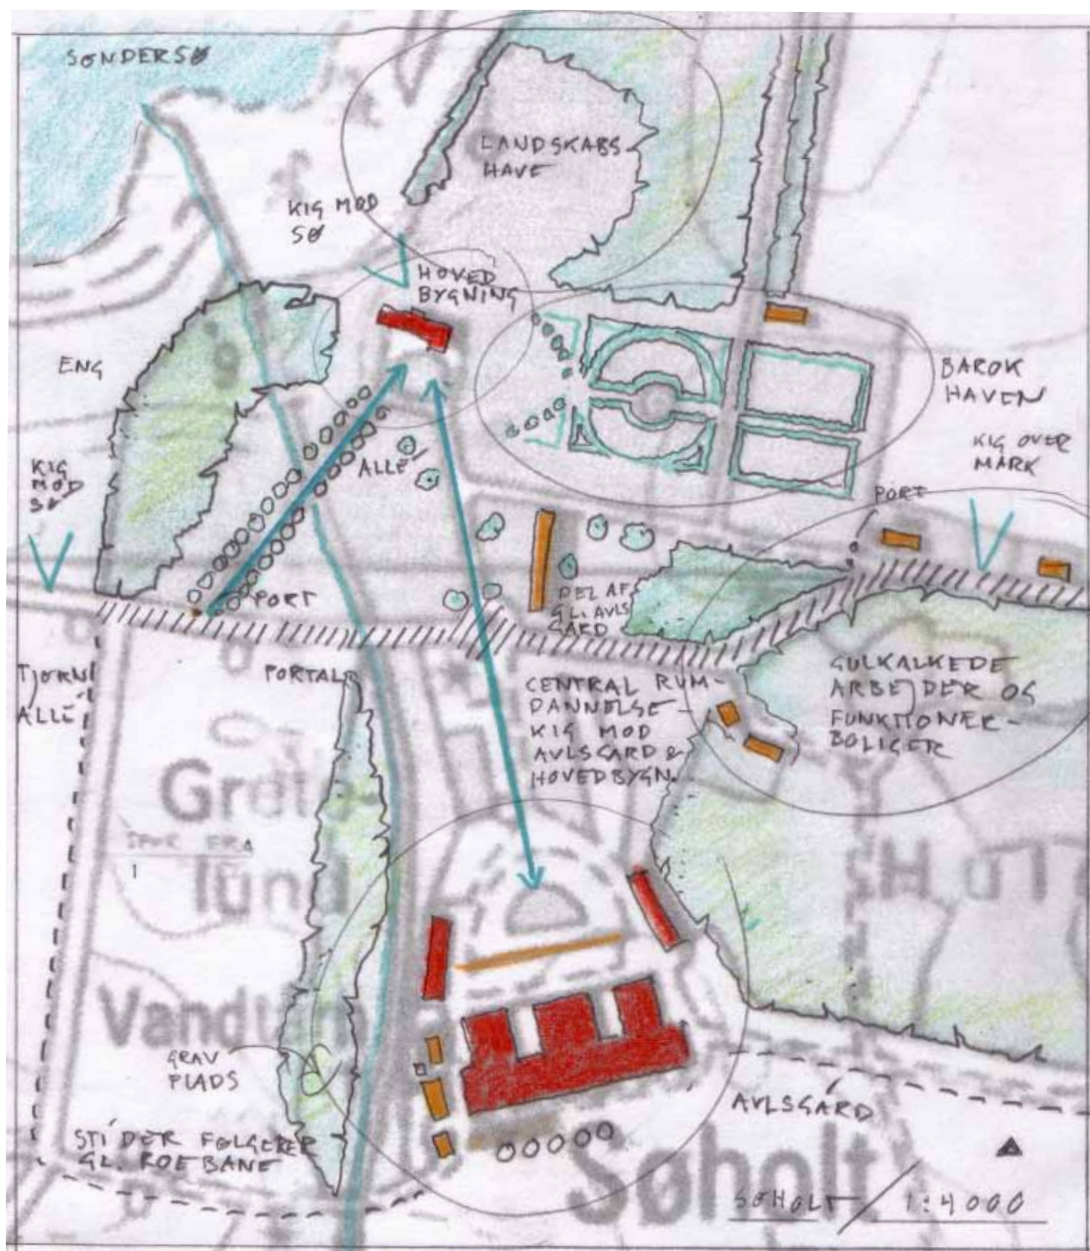 SØNDERSØ
LANDSKABS
HAVE
KIG MOD
SØ
HOVED
BYGNING
ENG
BAROK
HAVEN
KIG OVER
MARK
KIG
MOD
SØ
ALLÉ
PORT
PORT
DEL AF
GL. AVLS
GÅRD
TJØRN
ALLÉ
PORTAL
CENTRAL RUM-
DANNELSE -
KIG MOD
AVLSGÅRD &
HOVEDBYGN.
GULKALKEDE
ARBEJDER OG
FUNKTIONÆR-
BOLIGER
lund
Vandt
GRAV
PLADS
AVLSGÅRD
STI DER FØLGER
GL. ROEBANE
Søholt
SØHOLT / 1:4000